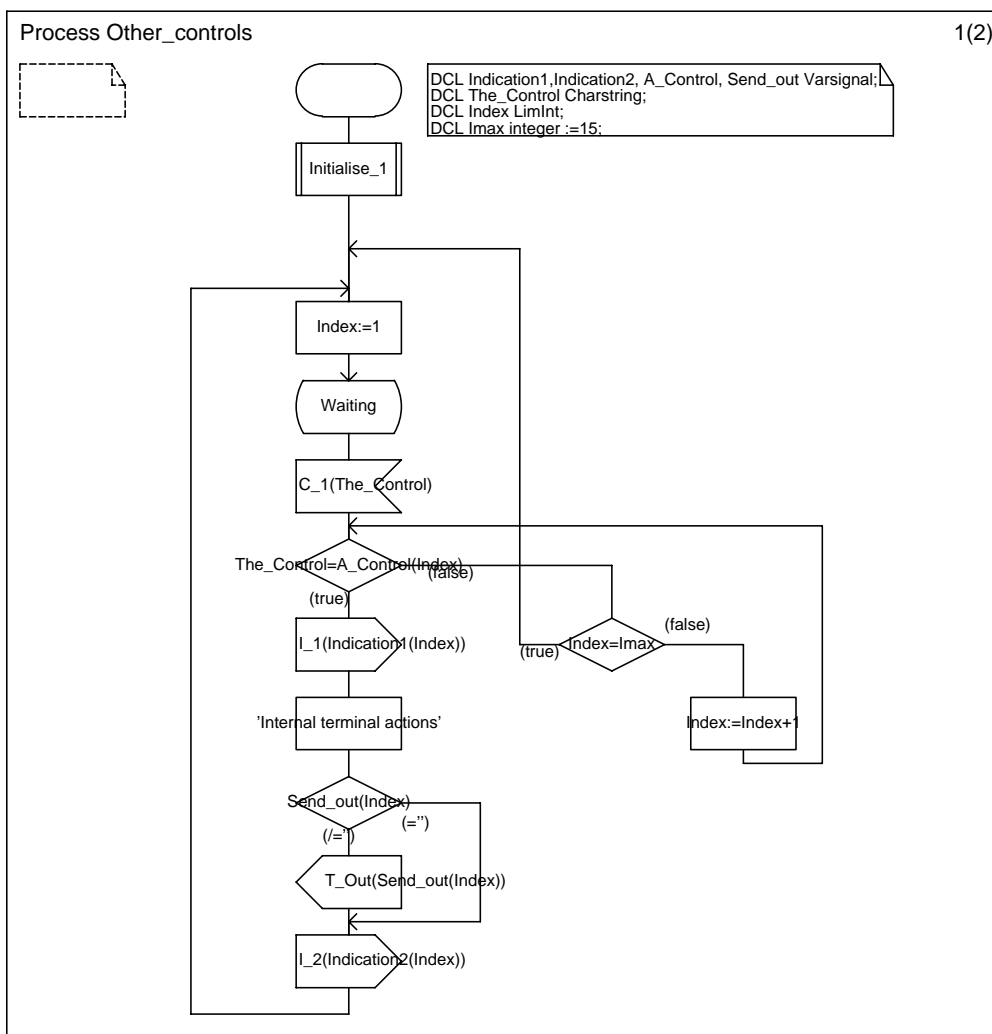 Process Other_controls
1(2)
DCL Indication1,Indication2, A_Control, Send_out Varsignal;
DCL The_Control Charstring;
DCL Index LimInt;
DCL Imax integer :=15;
Initialise_1
Index:=1
Waiting
C_1(The_Control)
The_Control=A_Control(Index)
(false)
(true)
I_1(Indication1(Index))
(true)
Index=Imax
(false)
'Internal terminal actions'
Index:=Index+1
Send_out(Index)
(='')
(/='')
T_Out(Send_out(Index))
I_2(Indication2(Index))